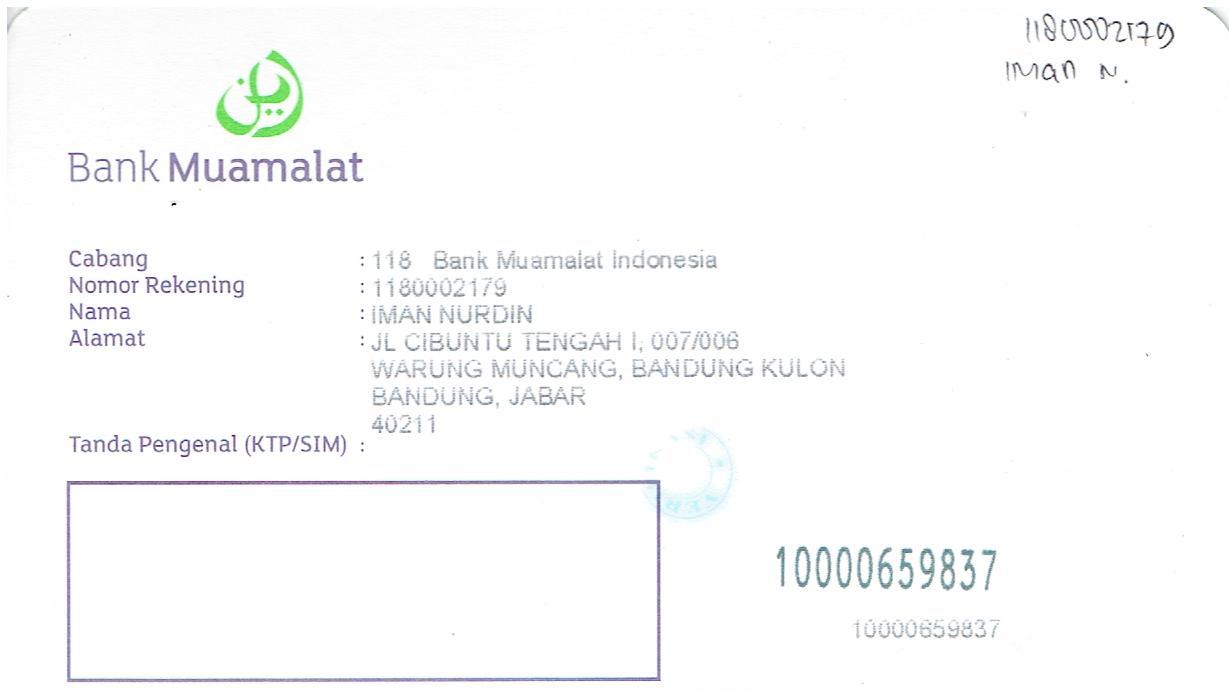 1180002179
Iman N.
Bank Muamalat
Cabang : 118 Bank Muamalat Indonesia
Nomor Rekening : 1180002179
Nama : IMAN NURDIN
Alamat : JL CIBUNTU TENGAH I, 007/006
WARUNG MUNCANG, BANDUNG KULON
BANDUNG, JABAR
40211
Tanda Pengenal (KTP/SIM) :
10000659837
10000659837